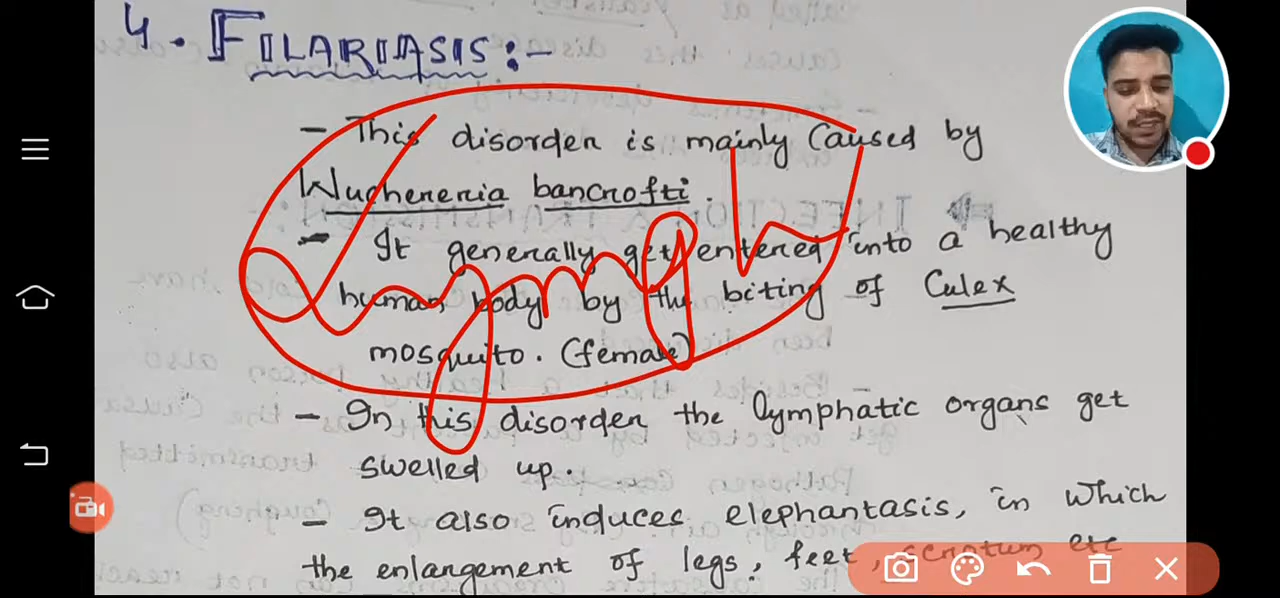 4. FILARIASIS :-
- This disorder is mainly caused by
Wuchereria bancrofti.
- It generally get entered into a healthy
human body by the biting of Culex
mosquito. (female)
Lymph
- In this disorder the lymphatic organs get
swelled up.
- It also induces elephantasis, in which
the enlargement of legs, feet, scrotum etc